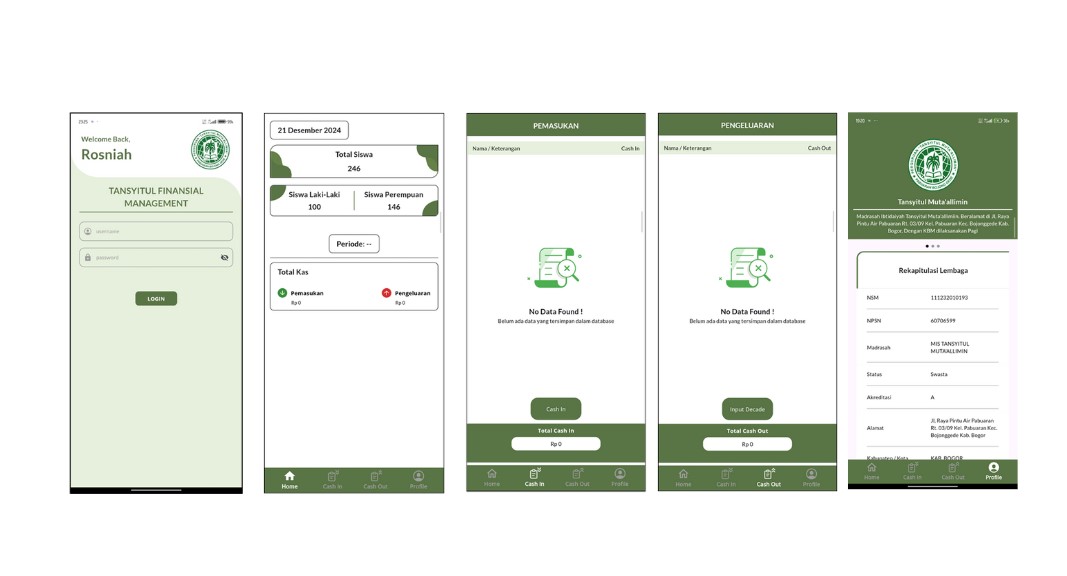 Welcome Back,
Rosniah
TANSYITUL FINANSIAL
MANAGEMENT
username
password
LOGIN
21 Desember 2024
Total Siswa
246
Siswa Laki-Laki
100
Siswa Perempuan
146
Periode: --
Total Kas
Pemasukan
Rp 0
Pengeluaran
Rp 0
Home
Cash In
Cash Out
Profile
PEMASUKAN
Nama / Keterangan
Cash In
No Data Found !
Belum ada data yang tersimpan dalam database
Cash In
Total Cash In
Rp 0
Home
Cash In
Cash Out
Profile
PENGELUARAN
Nama / Keterangan
Cash Out
No Data Found !
Belum ada data yang tersimpan dalam database
Input Decade
Total Cash Out
Rp 0
Home
Cash In
Cash Out
Profile
Tansyitul Muta'allimin
Madrasah Ibtidaiyah Tansyitul Muta'allimin. Beralamat di JL. Raya
Pintu Air Pabuaran Rt. 03/09 Kel. Pabuaran Kec. Bojonggede Kab.
Bogor, Dengan KBM dilaksanakan Pagi
Rekapitulasi Lembaga
NSM
111232010193
NPSN
60706599
Madrasah
MIS TANSYITUL
MUTA'ALLIMIN
Status
Swasta
Akreditasi
A
Alamat
JL. Raya Pintu Air Pabuaran
Rt. 03/09 Kel. Pabuaran Kec.
Bojonggede Kab. Bogor
Kabupaten / Kota
KAB. BOGOR
Home
Cash In
Cash Out
Profile